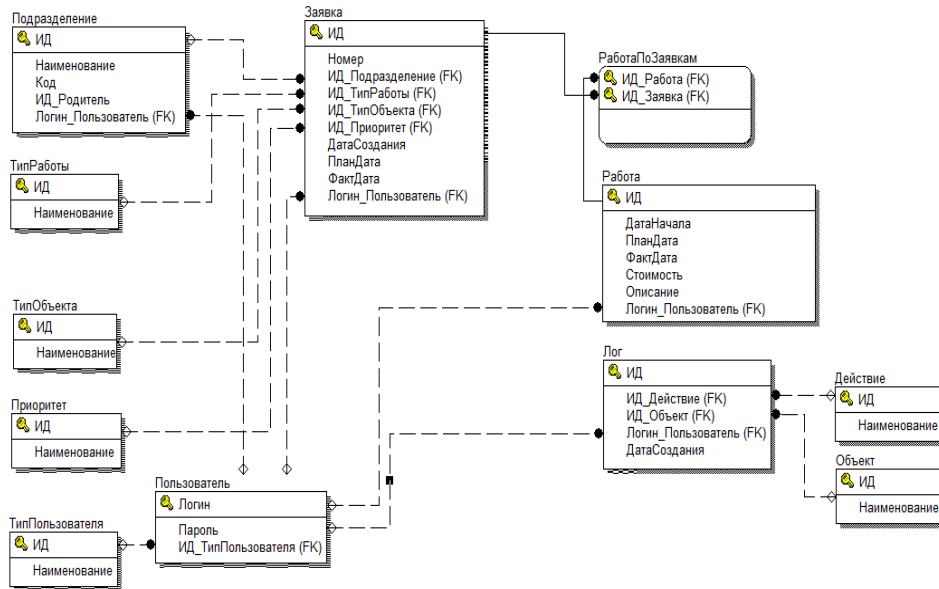 Подразделение
ИД
Наименование
Код
ИД_Родитель
Логин_Пользователь (FK)
ТипРаботы
ИД
Наименование
ТипОбъекта
ИД
Наименование
Приоритет
ИД
Наименование
ТипПользователя
ИД
Наименование
Заявка
ИД
Номер
ИД_Подразделение (FK)
ИД_ТипРаботы (FK)
ИД_ТипОбъекта (FK)
ИД_Приоритет (FK)
ДатаСоздания
ПланДата
ФактДата
Логин_Пользователь (FK)
Пользователь
Логин
Пароль
ИД_ТипПользователя (FK)
РаботаПоЗаявкам
ИД_Работа (FK)
ИД_Заявка (FK)
Работа
ИД
ДатаНачала
ПланДата
ФактДата
Стоимость
Описание
Логин_Пользователь (FK)
Лог
ИД
ИД_Действие (FK)
ИД_Объект (FK)
Логин_Пользователь (FK)
ДатаСоздания
Действие
ИД
Наименование
Объект
ИД
Наименование